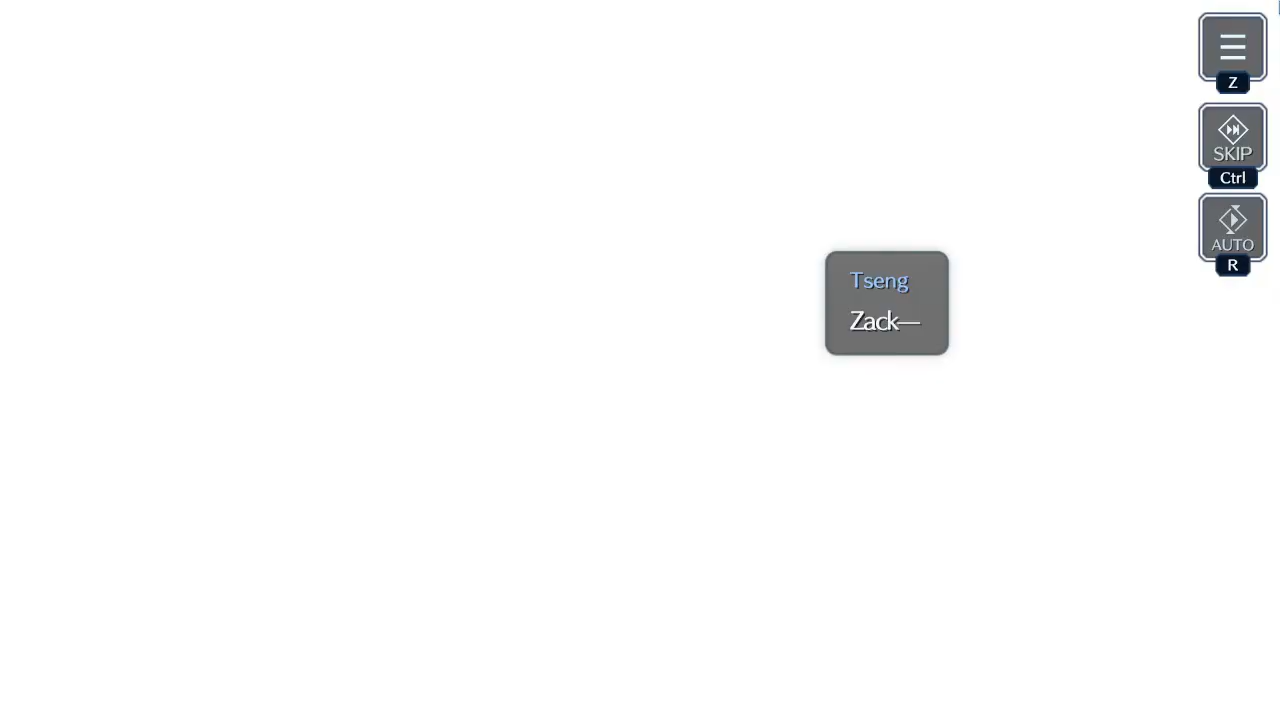 Z
SKIP
Ctrl
AUTO
R
Tseng
Zack—